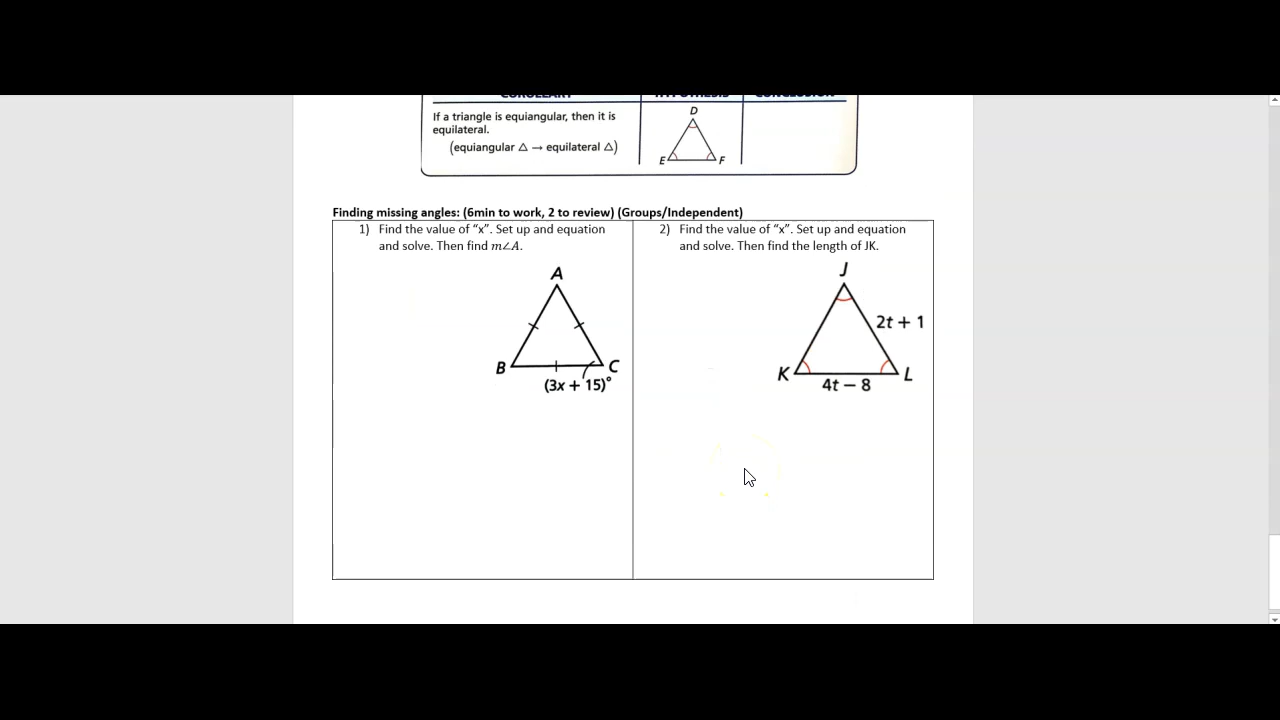 If a triangle is equiangular, then it is
equilateral.
(equiangular △ → equilateral △)
D
E
F
Finding missing angles: (6min to work, 2 to review) (Groups/Independent)
1) Find the value of “x”. Set up and equation
and solve. Then find m∠A.
A
B
C
(3x + 15)°
2) Find the value of “x”. Set up and equation
and solve. Then find the length of JK.
J
2t + 1
K
L
4t − 8